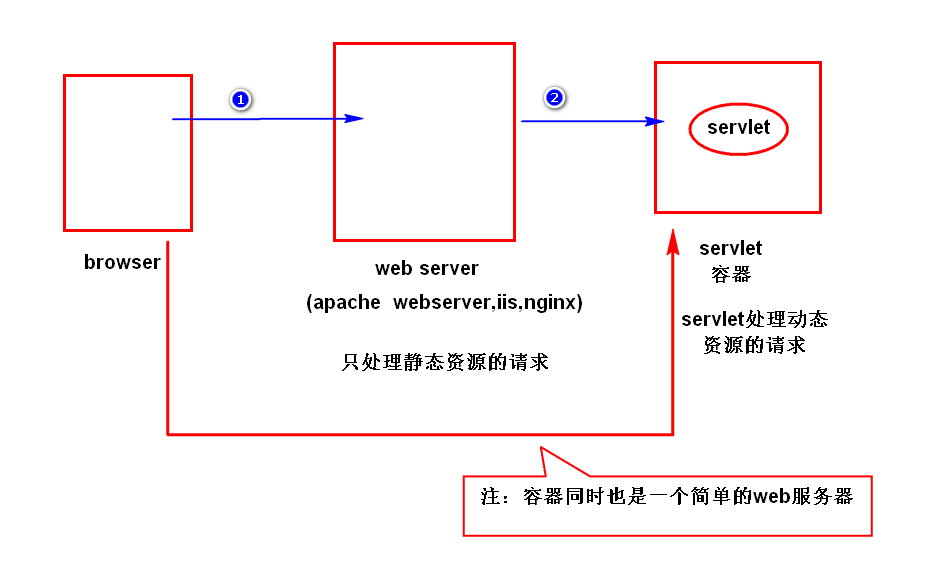 1
2
servlet
browser
web server
(apache webserver,iis,nginx)
只处理静态资源的请求
servlet
容器
servlet处理动态
资源的请求
注：容器同时也是一个简单的web服务器